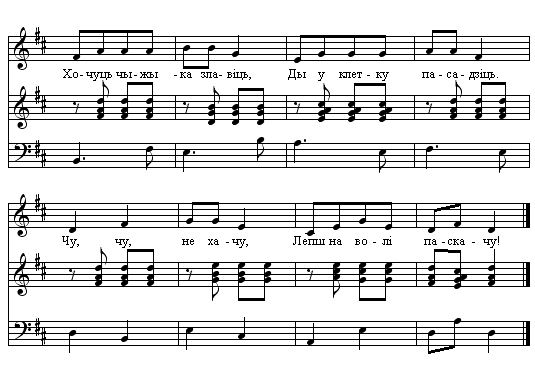 Хо-чуць чы-жы -ка зла-віць, Ды у клет-ку па-са-дзіць.
Чу, чу, не ха-чу, Лепш на во-лі па-ска-чу!